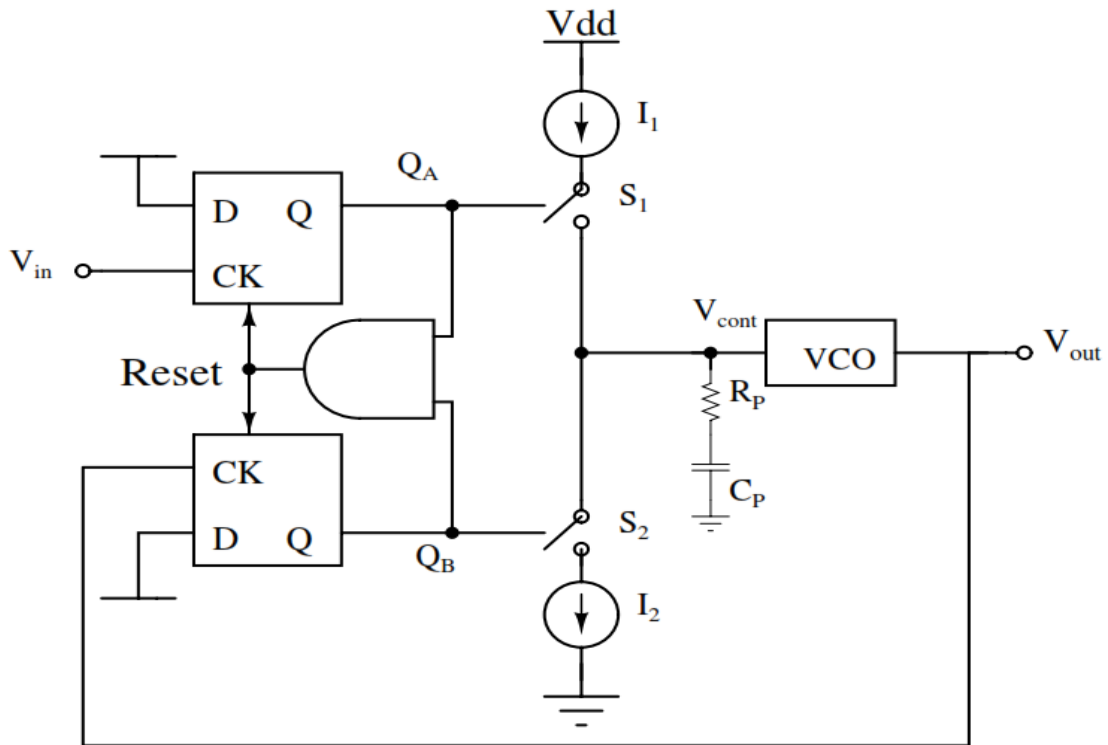 Vdd
I1
QA
S1
D Q
Vin
CK
Vcont
Vout
VCO
Reset
RP
CK
CP
S2
D Q
QB
I2